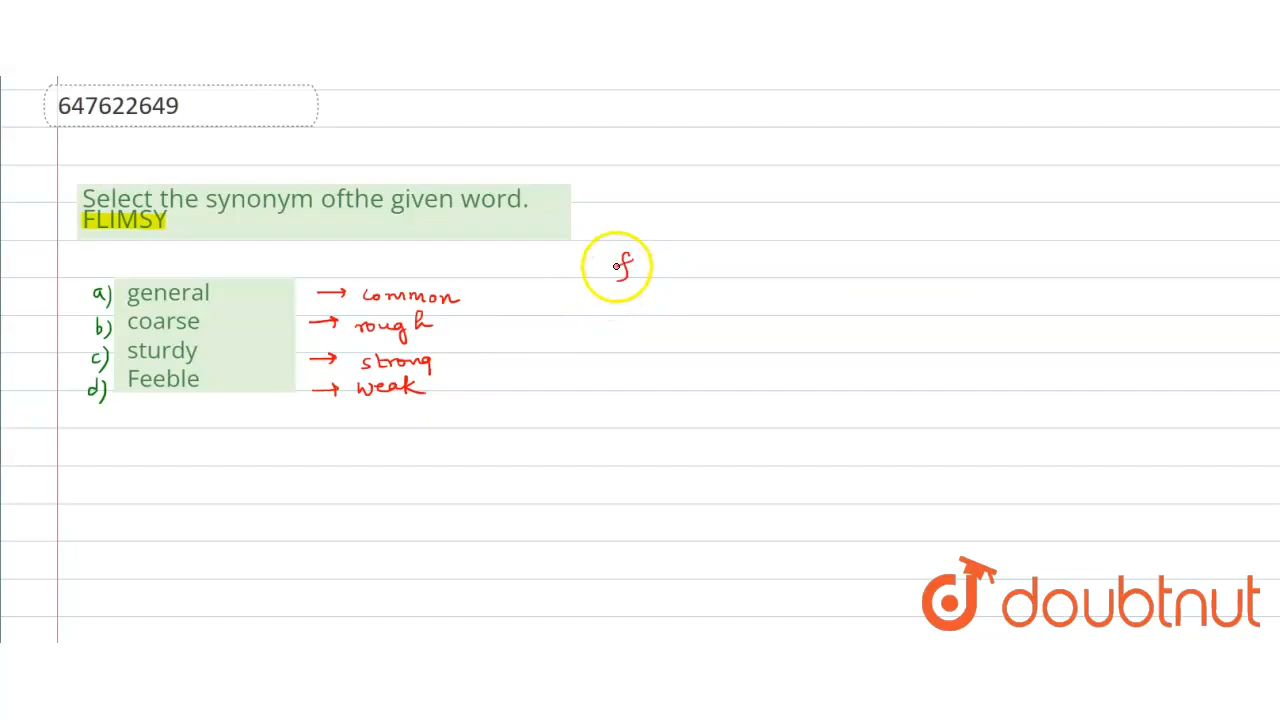 647622649
Select the synonym ofthe given word.
FLIMSY
f
a) general → common
b) coarse → rough
c) sturdy → strong
d) Feeble → weak
doubtnut